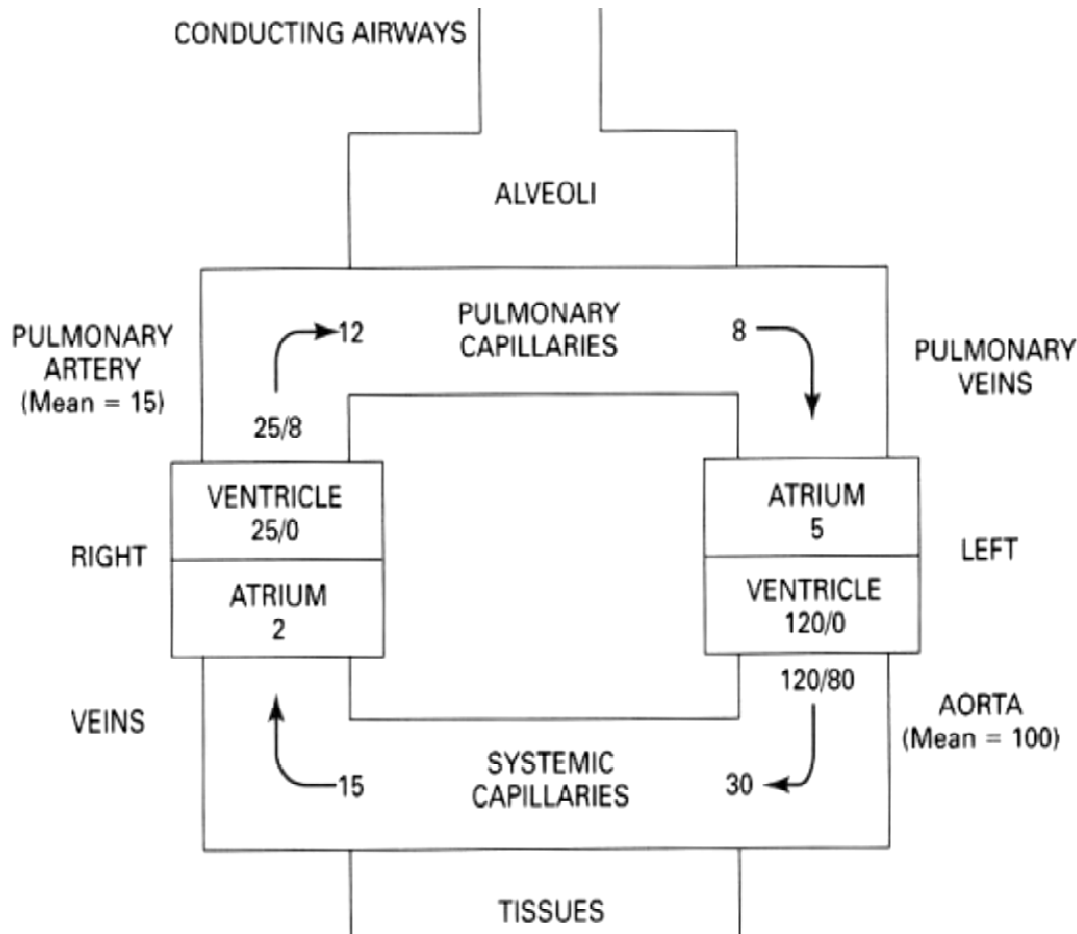 CONDUCTING AIRWAYS
ALVEOLI
PULMONARY
ARTERY
(Mean = 15)
12
PULMONARY
CAPILLARIES
8
PULMONARY
VEINS
25/8
VENTRICLE
25/0
RIGHT
ATRIUM
2
ATRIUM
5
LEFT
VENTRICLE
120/0
VEINS
120/80
AORTA
(Mean = 100)
15
SYSTEMIC
CAPILLARIES
30
TISSUES